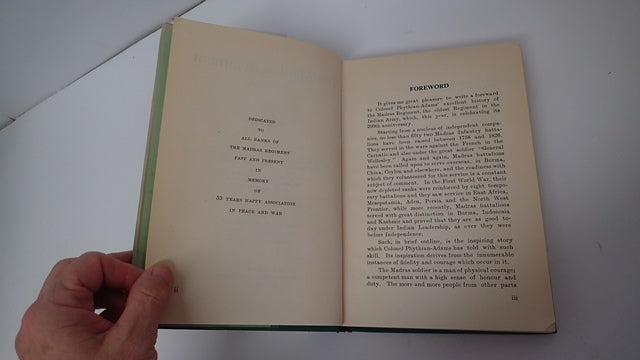 DEDICATED
TO
ALL RANKS OF
THE MADRAS REGIMENT
PAST AND PRESENT
IN
MEMORY
OF
53 YEARS HAPPY ASSOCIATION
IN PEACE AND WAR
ii
FOREWORD
It gives me great pleasure to write a foreword
to Colonel Phythian-Adams' excellent history of
the Madras Regiment, the oldest Regiment in the
Indian Army, which, this year, is celebrating its
200th anniversary.
Starting from a nucleus of independent compa-
nies, no less than fifty two Madras Infantry batta-
lions have been raised between 1758 and 1826.
They served in the wars against the French in the
Carnatic and also under the great soldier "General
Wellesley." Again and again, Madras battalions
have been called upon to serve overseas, in Burma,
China, Ceylon and elsewhere, and the readiness with
which they volunteered for this service is a constant
subject of comment. In the First World War, their
now depleted ranks were reinforced by eight tempo-
rary battalions and they saw service in East Africa,
Mesopotamia, Aden, Persia and the North West
Frontier, while more recently, Madras battalions
served with great distinction in Burma, Indonesia
and Kashmir and proved that they are as good to-
day under Indian Leadership, as ever they were
before Independence.
Such, in brief outline, is the inspiring story
which Colonel Phythian-Adams has told with such
skill. Its inspiration derives from the innumerable
instances of fidelity and courage which occur in it.
The Madras soldier is a man of physical courage;
a competent man with a high sense of honour and
duty. The more and more people from other parts
iii